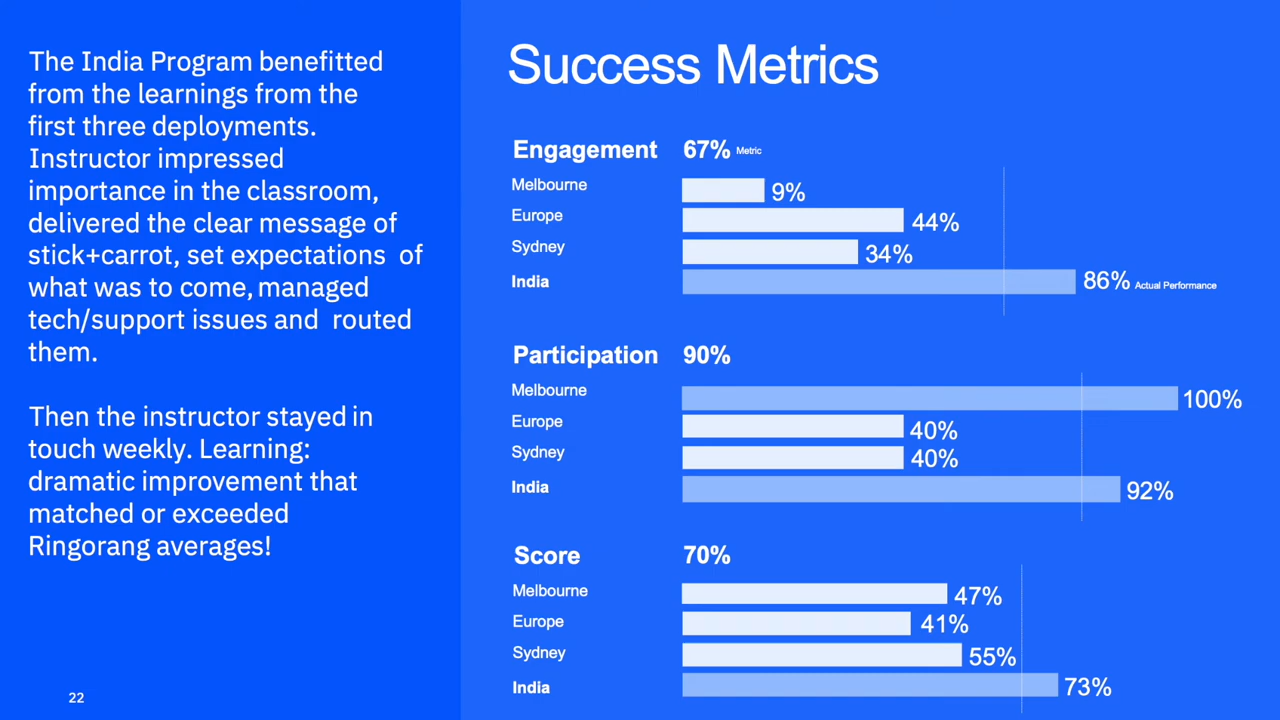 The India Program benefitted
from the learnings from the
first three deployments.
Instructor impressed
importance in the classroom,
delivered the clear message of
stick+carrot, set expectations of
what was to come, managed
tech/support issues and routed
them.
Then the instructor stayed in
touch weekly. Learning:
dramatic improvement that
matched or exceeded
Ringorang averages!
22
Success Metrics
Engagement 67% Metric
Melbourne 9%
Europe 44%
Sydney 34%
India 86% Actual Performance
Participation 90%
Melbourne 100%
Europe 40%
Sydney 40%
India 92%
Score 70%
Melbourne 47%
Europe 41%
Sydney 55%
India 73%